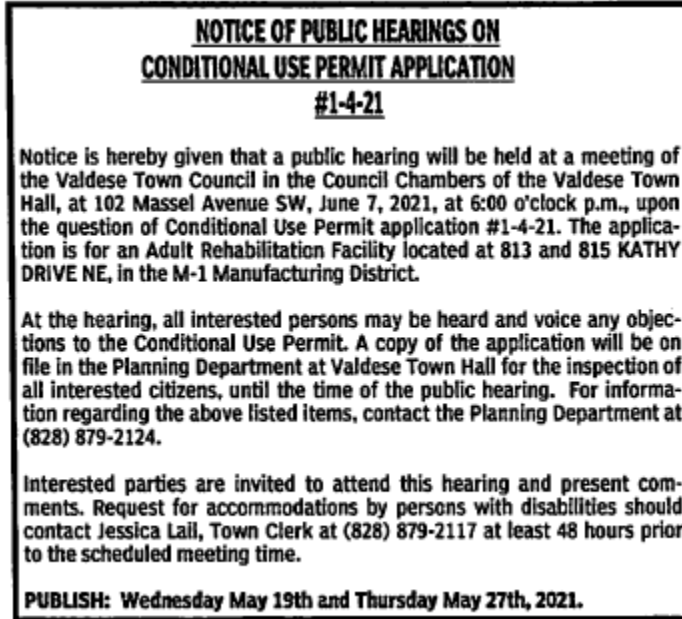 NOTICE OF PUBLIC HEARINGS ON
CONDITIONAL USE PERMIT APPLICATION
#1-4-21
Notice is hereby given that a public hearing will be held at a meeting of
the Valdese Town Council in the Council Chambers of the Valdese Town
Hall, at 102 Massel Avenue SW, June 7, 2021, at 6:00 o'clock p.m., upon
the question of Conditional Use Permit application #1-4-21. The applica-
tion is for an Adult Rehabilitation Facility located at 813 and 815 KATHY
DRIVE NE, in the M-1 Manufacturing District.
At the hearing, all interested persons may be heard and voice any objec-
tions to the Conditional Use Permit. A copy of the application will be on
file in the Planning Department at Valdese Town Hall for the inspection of
all interested citizens, until the time of the public hearing. For informa-
tion regarding the above listed items, contact the Planning Department at
(828) 879-2124.
Interested parties are invited to attend this hearing and present com-
ments. Request for accommodations by persons with disabilities should
contact Jessica Lail, Town Clerk at (828) 879-2117 at least 48 hours prior
to the scheduled meeting time.
PUBLISH: Wednesday May 19th and Thursday May 27th, 2021.